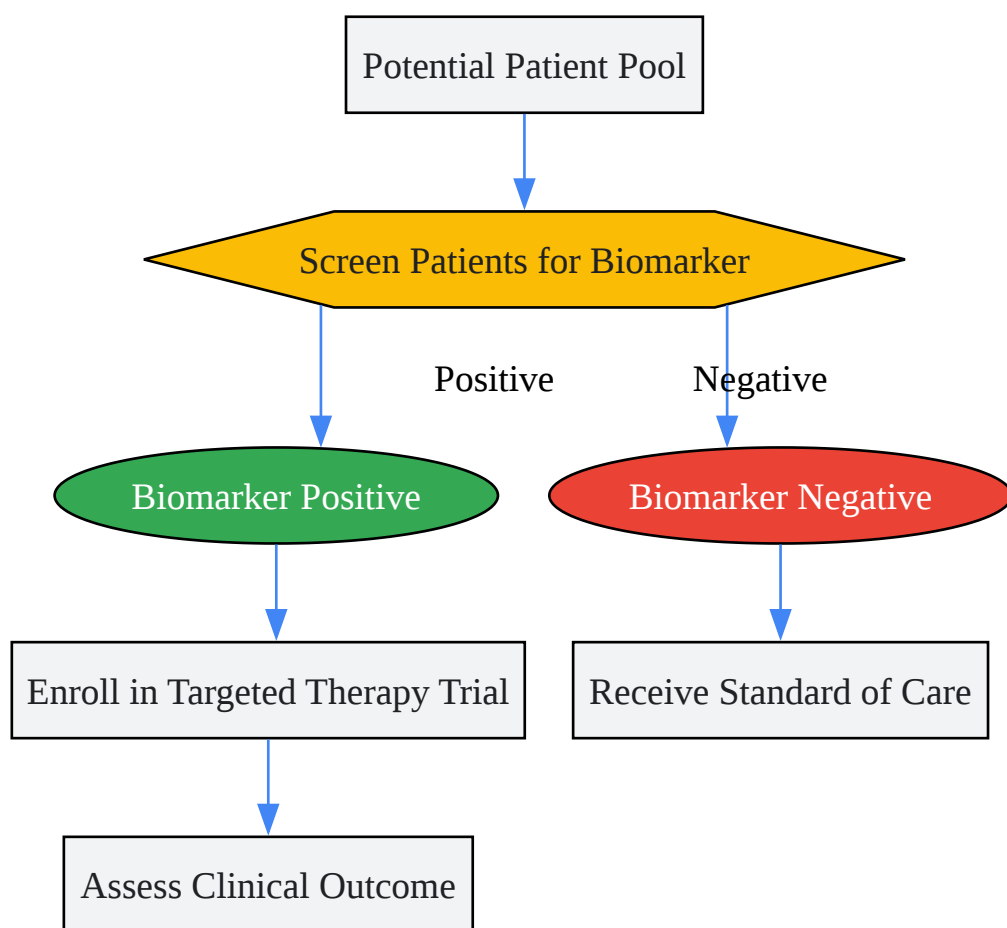 Potential Patient Pool
Screen Patients for Biomarker
Positive
Negative
Biomarker Positive
Biomarker Negative
Enroll in Targeted Therapy Trial
Receive Standard of Care
Assess Clinical Outcome